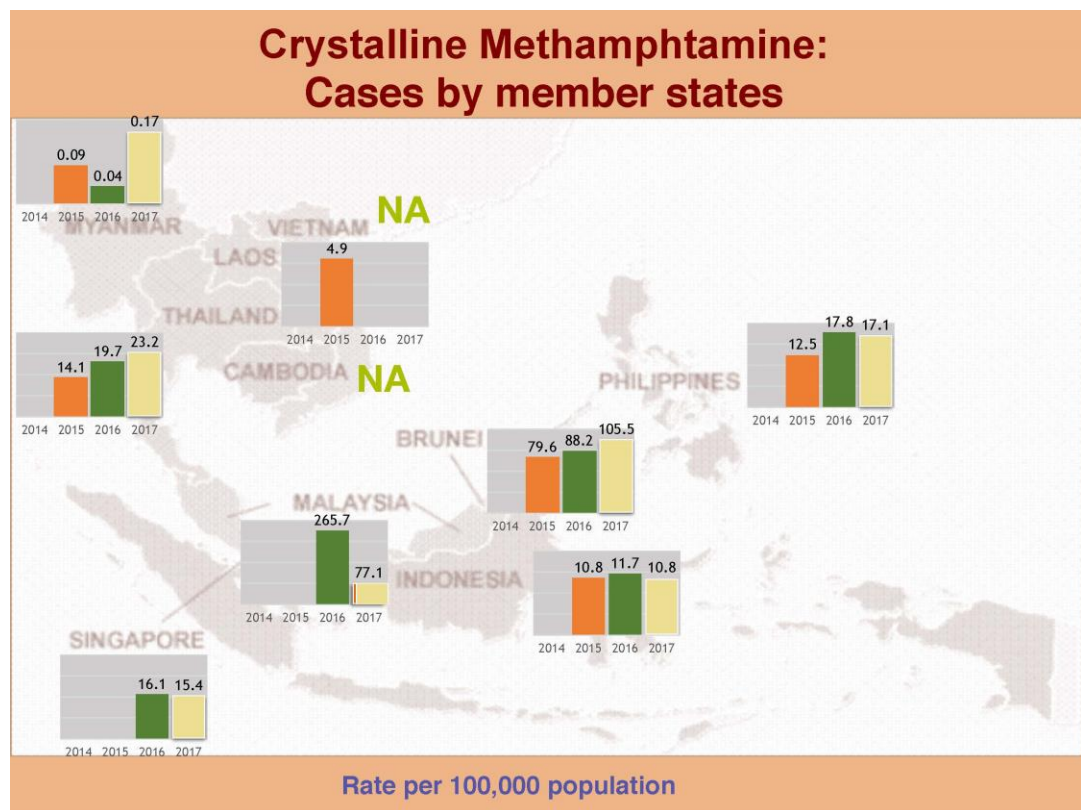 Crystalline Methamphtamine:
Cases by member states
0.17
0.09
0.04
2014 2015 2016 2017
MYANMAR
VIETNAM
NA
LAOS
4.9
2014 2015 2016 2017
THAILAND
14.1 19.7 23.2
2014 2015 2016 2017
CAMBODIA
NA
PHILIPPINES
12.5 17.8 17.1
2014 2015 2016 2017
BRUNEI
79.6 88.2 105.5
2014 2015 2016 2017
MALAYSIA
265.7
77.1
2014 2015 2016 2017
INDONESIA
10.8 11.7 10.8
2014 2015 2016 2017
SINGAPORE
16.1 15.4
2014 2015 2016 2017
Rate per 100,000 population